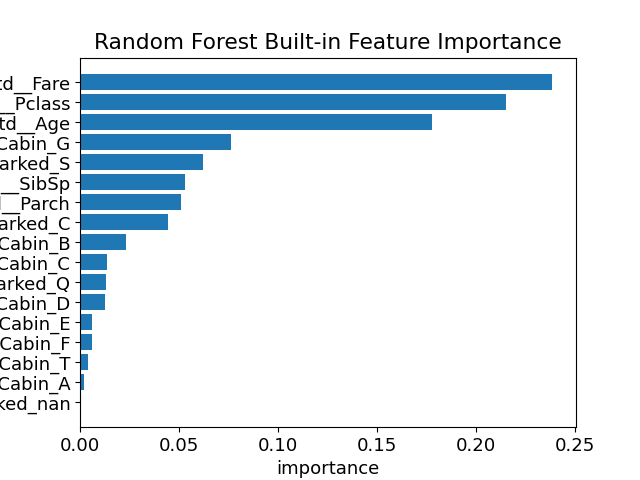 Random Forest Built-in Feature Importance
td__Fare
__Pclass
td__Age
Cabin_G
arked_S
__SibSp
d__Parch
arked_C
Cabin_B
Cabin_C
arked_Q
Cabin_D
Cabin_E
Cabin_F
Cabin_T
Cabin_A
ked_nan
0.00 0.05 0.10 0.15 0.20 0.25
importance